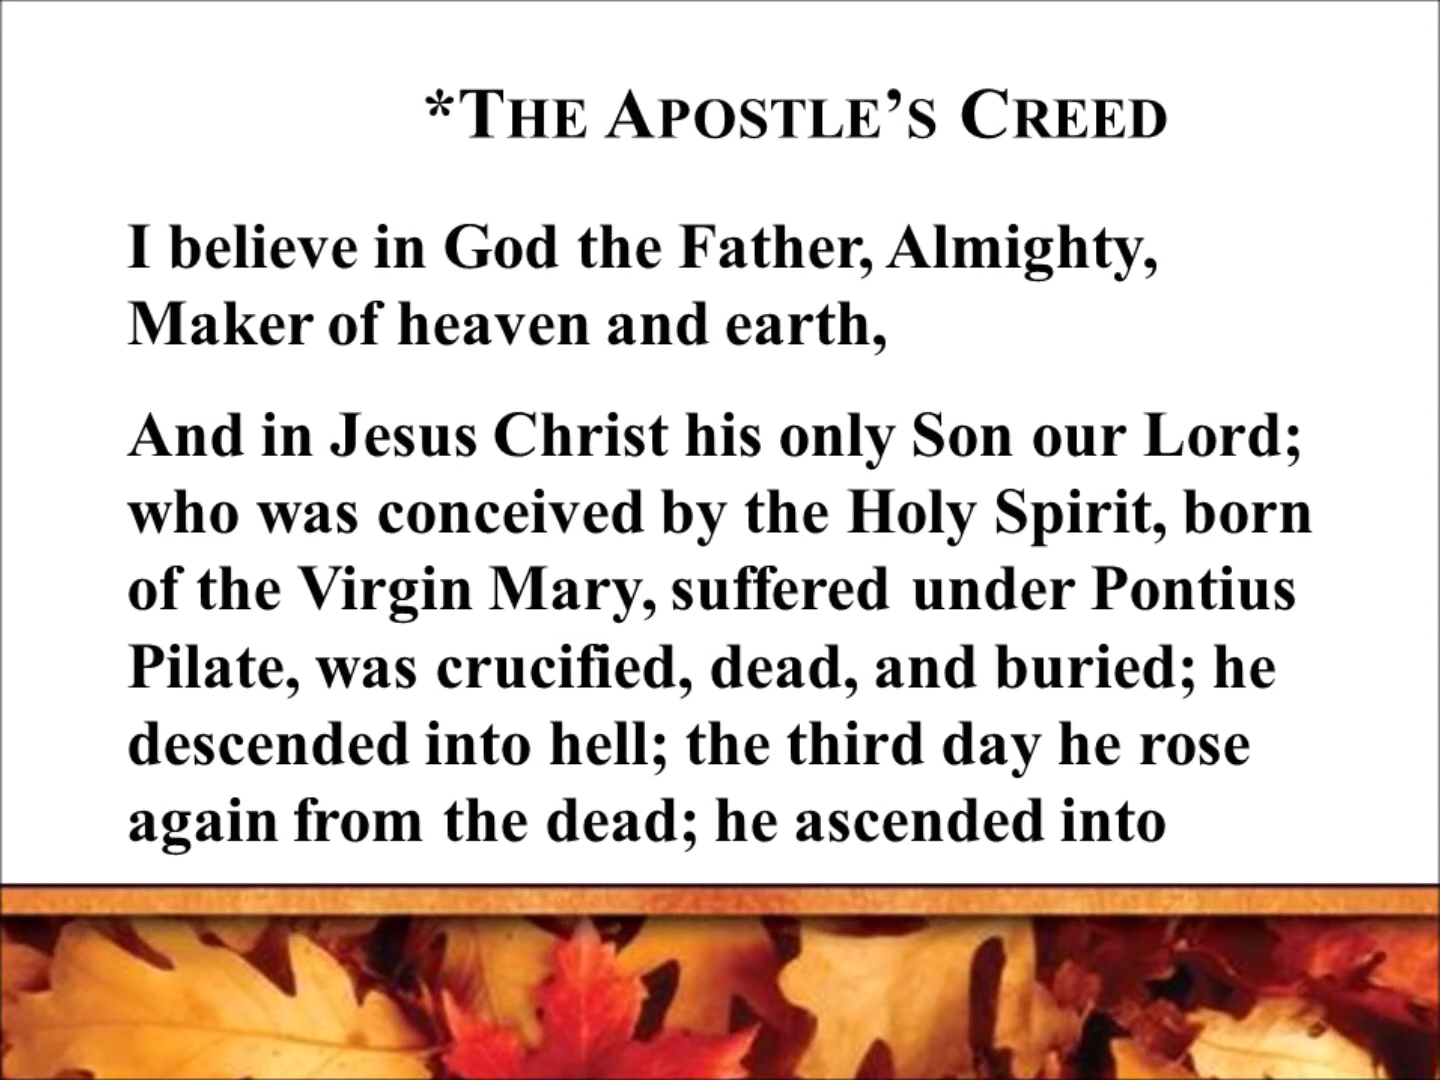 *THE APOSTLE’S CREED
I believe in God the Father, Almighty,
Maker of heaven and earth,
And in Jesus Christ his only Son our Lord;
who was conceived by the Holy Spirit, born
of the Virgin Mary, suffered under Pontius
Pilate, was crucified, dead, and buried; he
descended into hell; the third day he rose
again from the dead; he ascended into